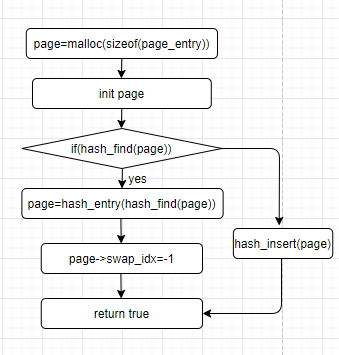 page=malloc(sizeof(page_entry))
init page
if(hash_find(page))
yes
page=hash_entry(hash_find(page))
hash_insert(page)
page->swap_idx=-1
return true